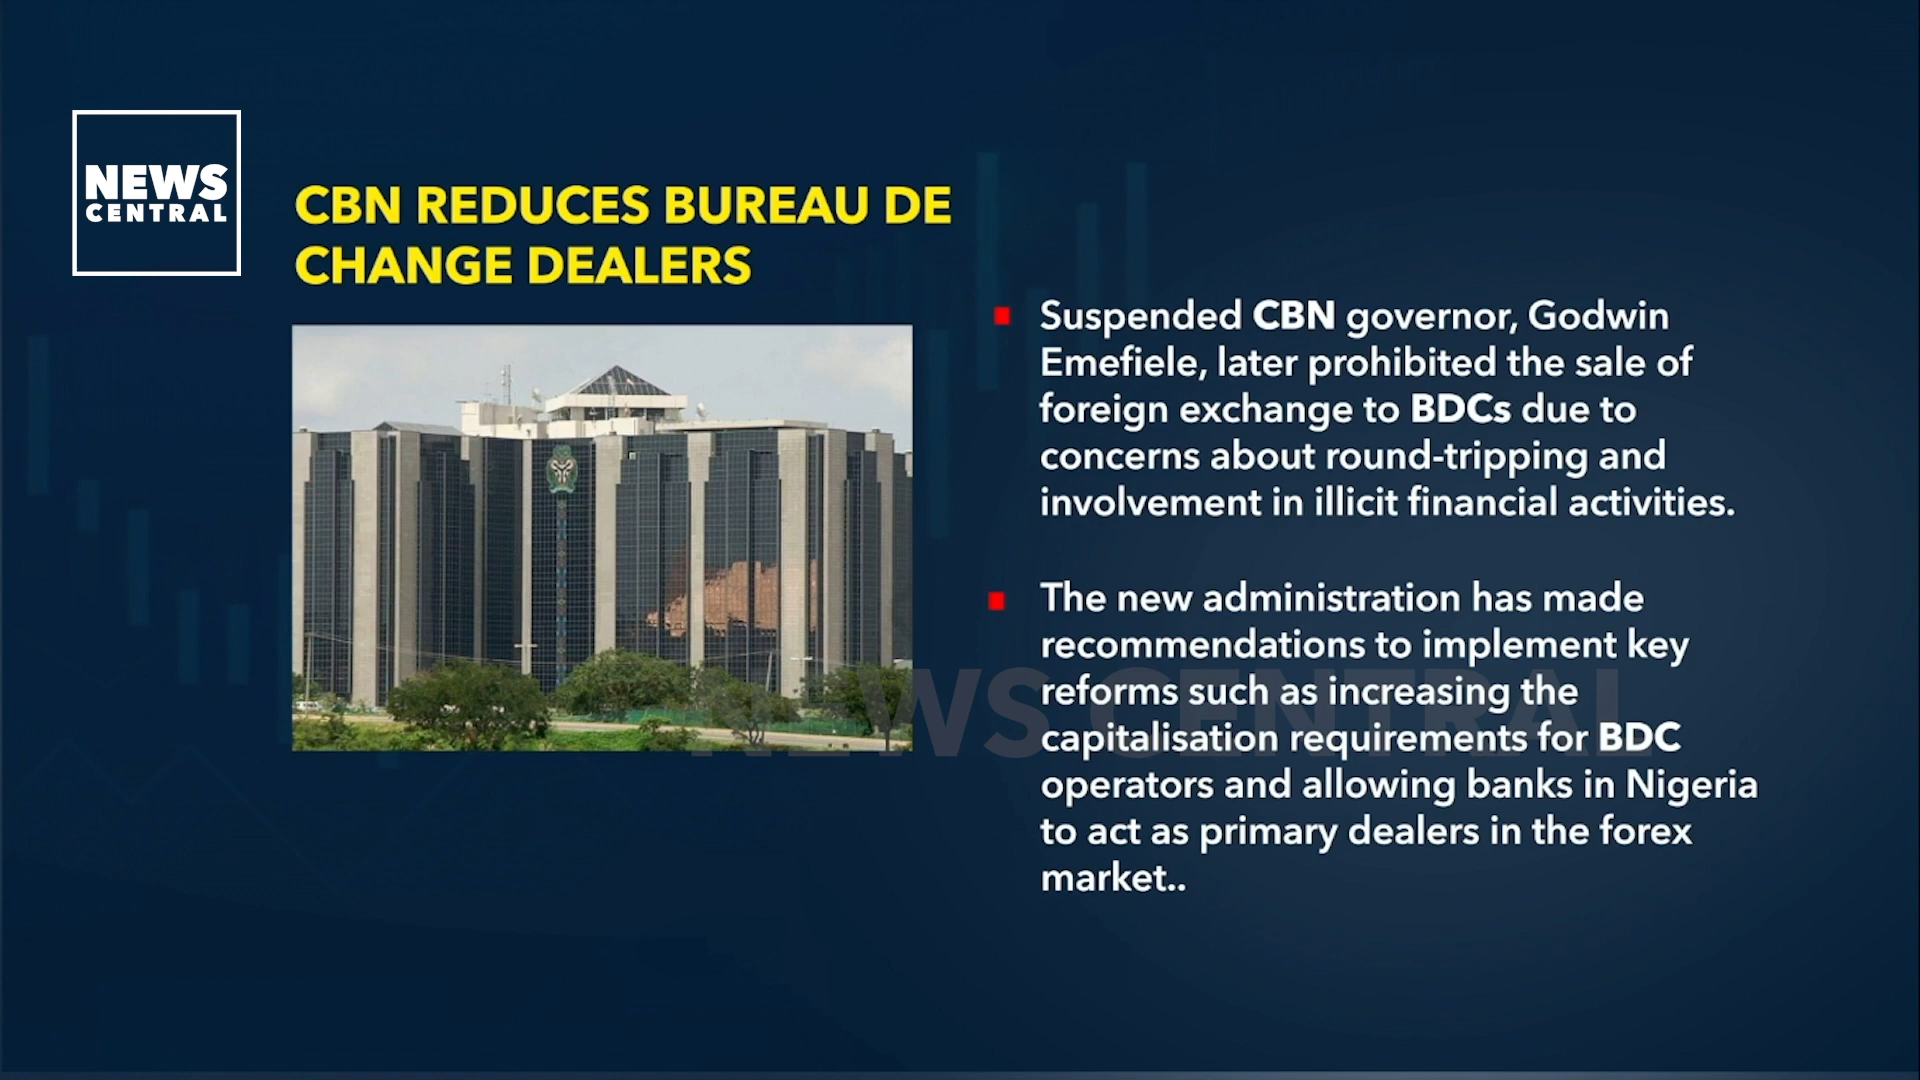 NEWS
CENTRAL
CBN REDUCES BUREAU DE
CHANGE DEALERS
Suspended CBN governor, Godwin
Emefiele, later prohibited the sale of
foreign exchange to BDCs due to
concerns about round-tripping and
involvement in illicit financial activities.
The new administration has made
recommendations to implement key
reforms such as increasing the
capitalisation requirements for BDC
operators and allowing banks in Nigeria
to act as primary dealers in the forex
market..
NEWS CENTRAL